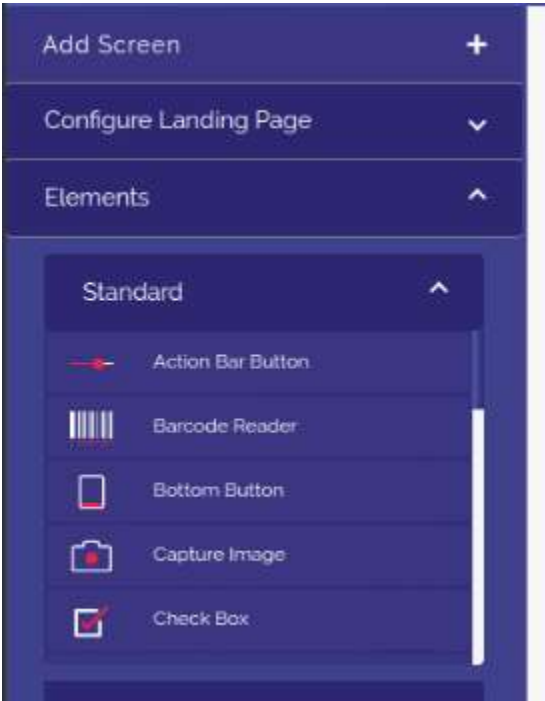 Add Screen
Configure Landing Page
Elements
Standard
Action Bar Button
Barcode Reader
Bottom Button
Capture Image
Check Box